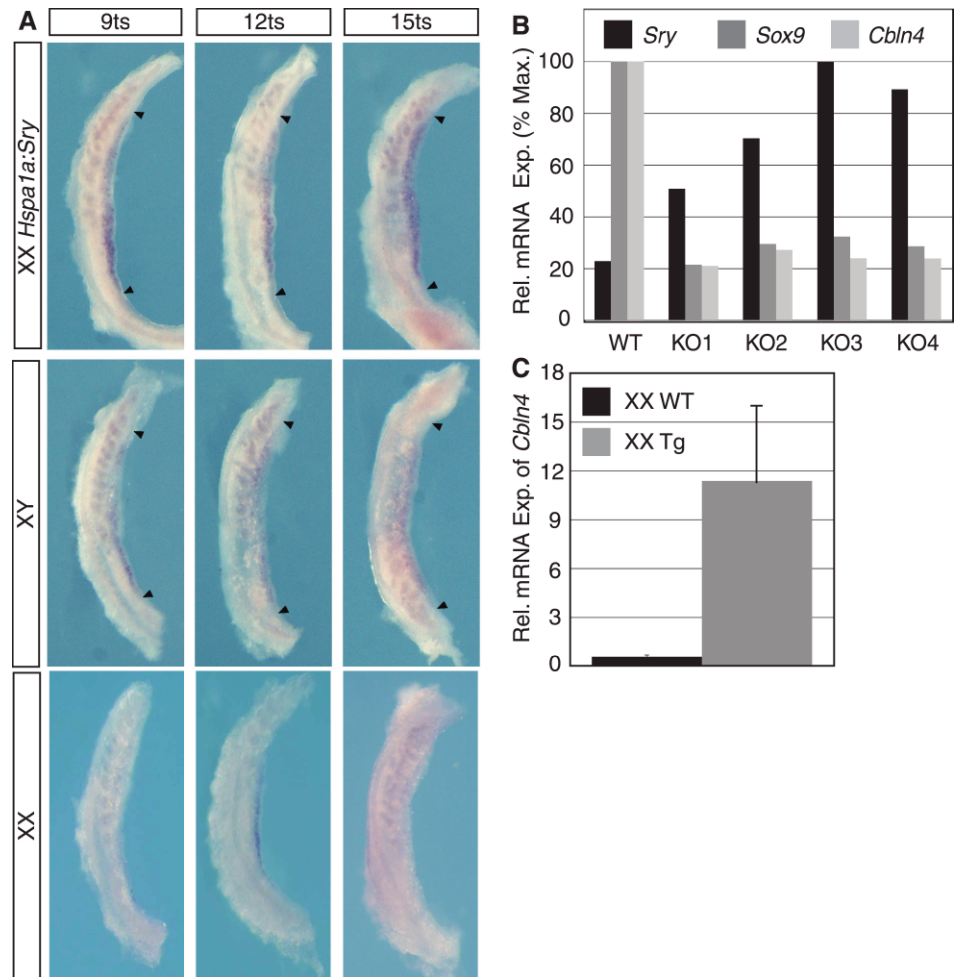 A
9ts
12ts
15ts
XX Hspa1a:Sry
XY
XX
B
Sry
Sox9
Cbln4
Rel. mRNA Exp. (% Max.)
100
80
60
40
20
0
WT
KO1
KO2
KO3
KO4
C
XX WT
XX Tg
Rel. mRNA Exp. of Cbln4
18
15
12
9
6
3
0